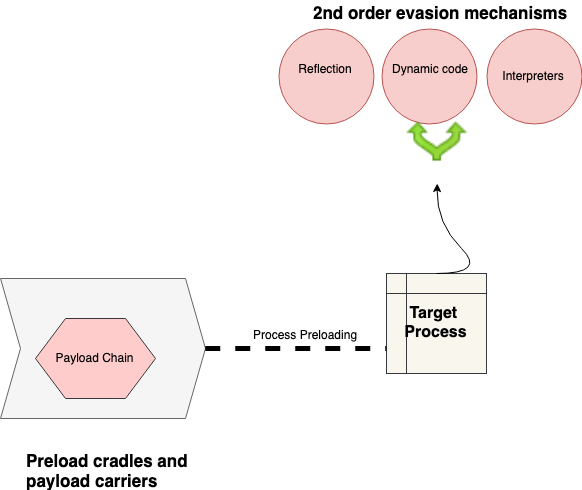 2nd order evasion mechanisms
Reflection
Dynamic code
Interpreters
Target
Process
Process Preloading
Payload Chain
Preload cradles and
payload carriers